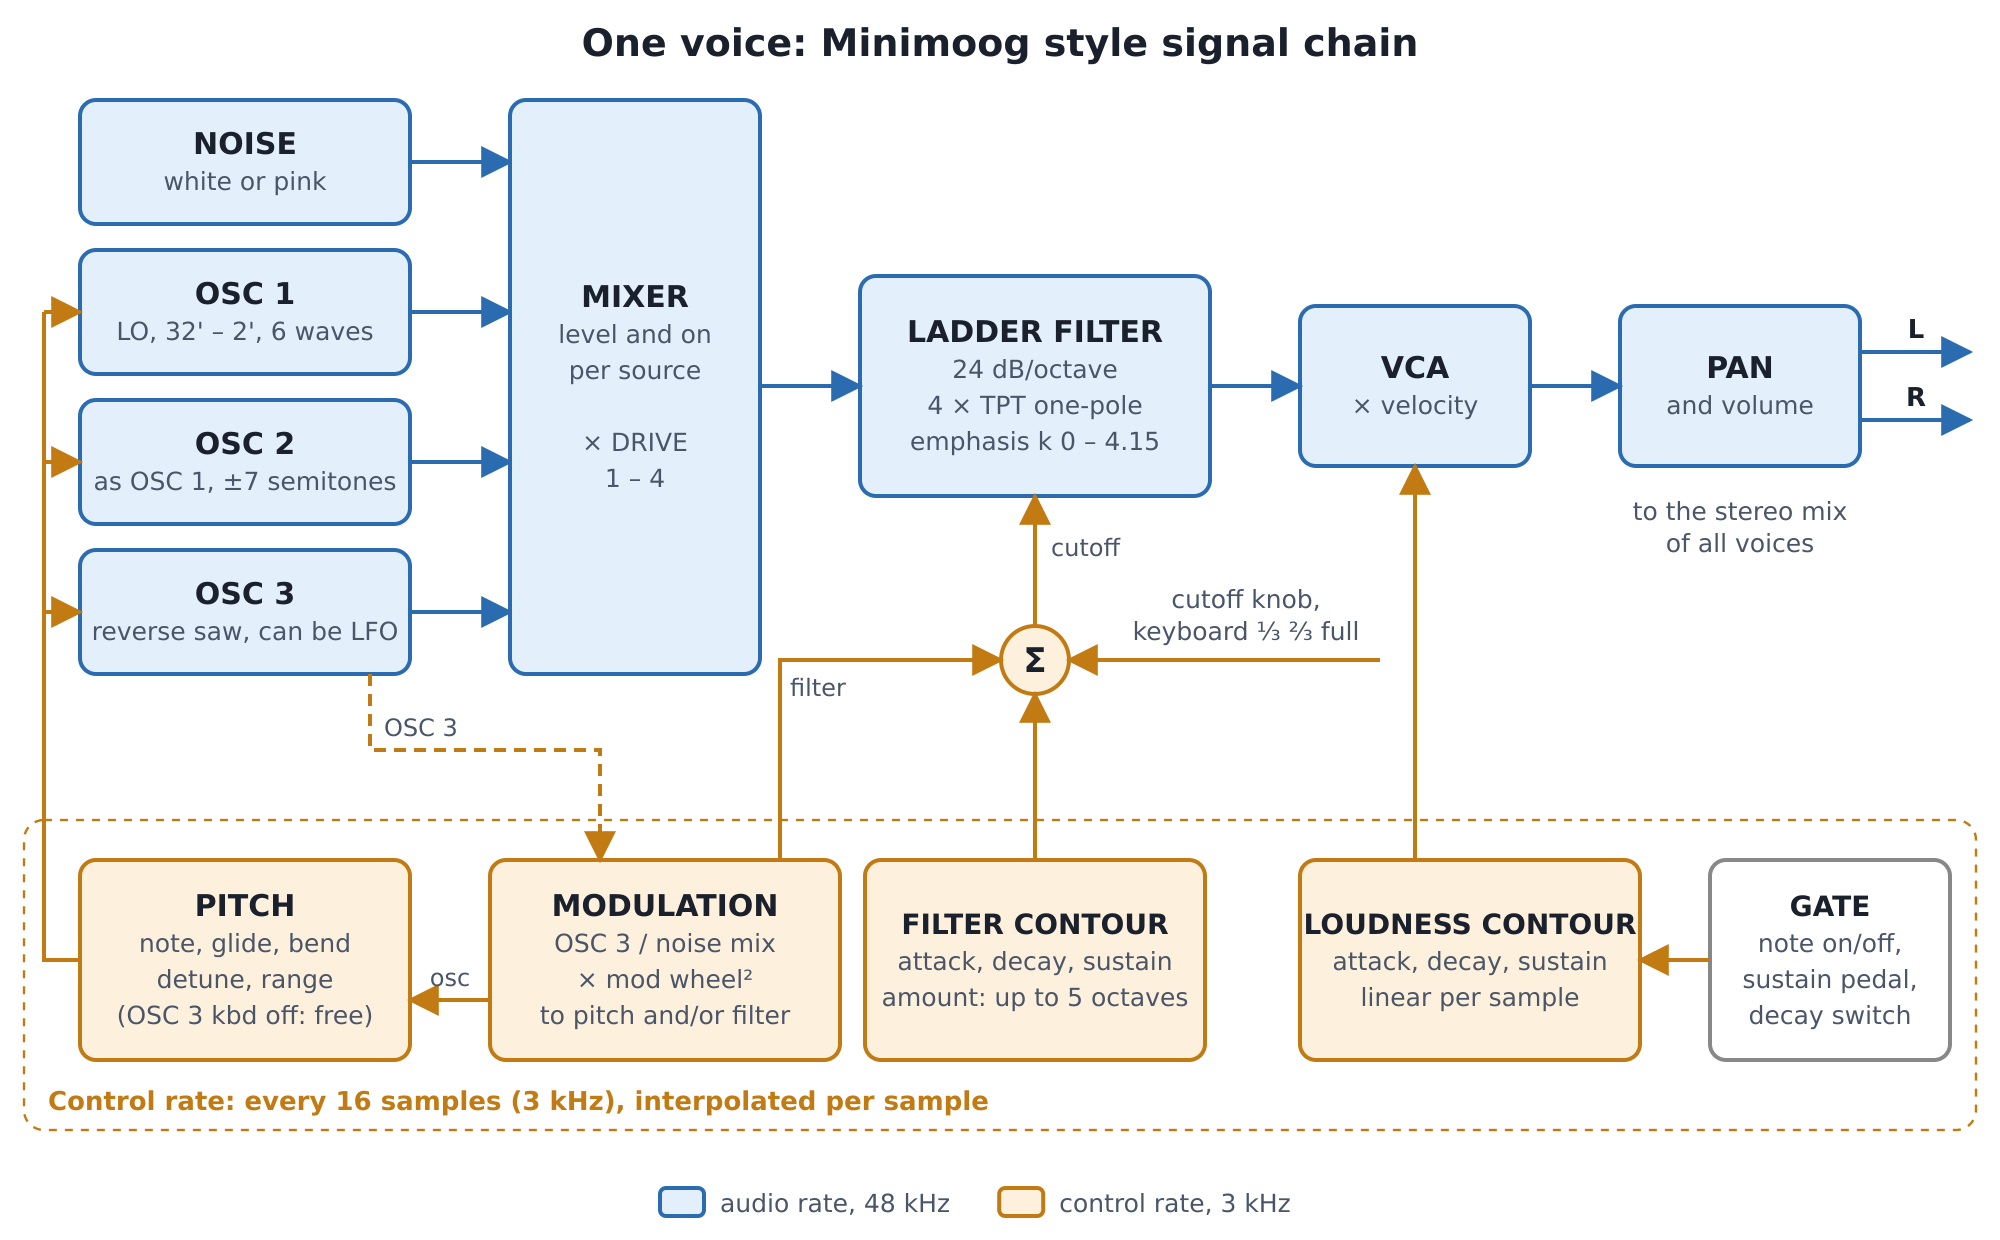 One voice: Minimoog style signal chain
NOISE
white or pink
OSC 1
LO, 32' – 2', 6 waves
OSC 2
as OSC 1, ±7 semitones
OSC 3
reverse saw, can be LFO
MIXER
level and on
per source
× DRIVE
1 – 4
LADDER FILTER
24 dB/octave
4 × TPT one-pole
emphasis k 0 – 4.15
VCA
× velocity
PAN
and volume
L
R
to the stereo mix
of all voices
cutoff
cutoff knob,
keyboard ⅓ ⅔ full
Σ
filter
OSC 3
PITCH
note, glide, bend
detune, range
(OSC 3 kbd off: free)
osc
MODULATION
OSC 3 / noise mix
× mod wheel²
to pitch and/or filter
FILTER CONTOUR
attack, decay, sustain
amount: up to 5 octaves
LOUDNESS CONTOUR
attack, decay, sustain
linear per sample
GATE
note on/off,
sustain pedal,
decay switch
Control rate: every 16 samples (3 kHz), interpolated per sample
audio rate, 48 kHz
control rate, 3 kHz